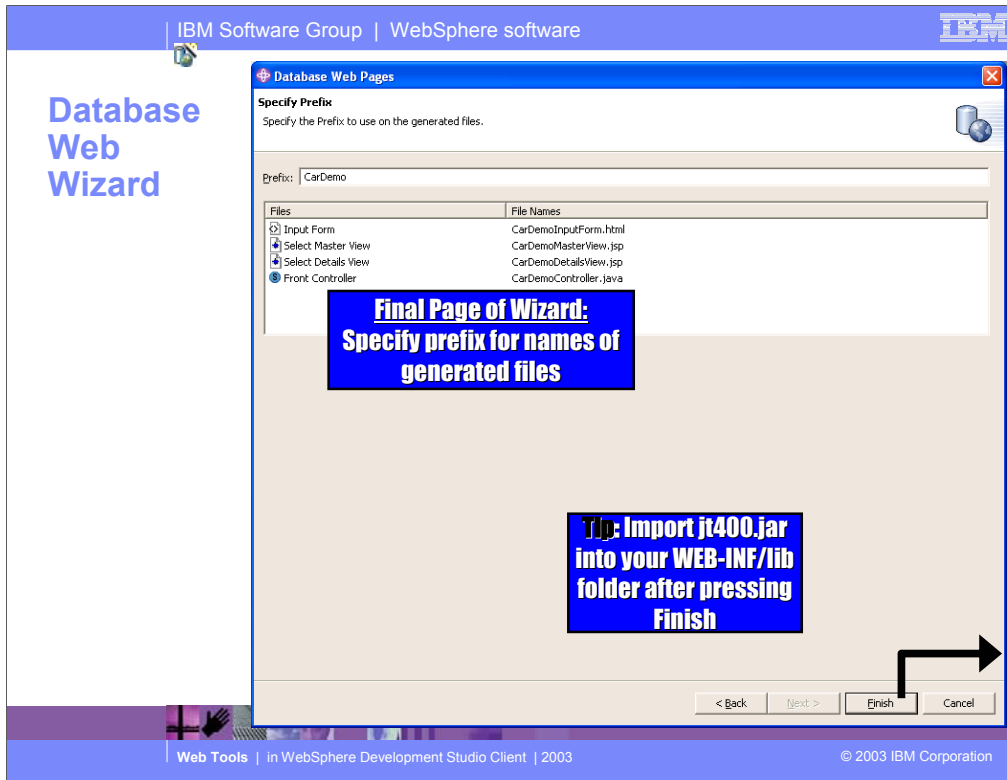 IBM Software Group | WebSphere software
IBM
Database
Web
Wizard
Database Web Pages
Specify Prefix
Specify the Prefix to use on the generated files.
Prefix: CarDemo
Files File Names
Input Form CarDemoInputForm.html
Select Master View CarDemoMasterView.jsp
Select Details View CarDemoDetailsView.jsp
S Front Controller CarDemoController.java
Final Page of Wizard:
Specify prefix for names of
generated files
Tip: Import jt400.jar
into your WEB-INF/lib
folder after pressing
Finish
< Back Next > Finish Cancel
Web Tools | in WebSphere Development Studio Client | 2003 © 2003 IBM Corporation